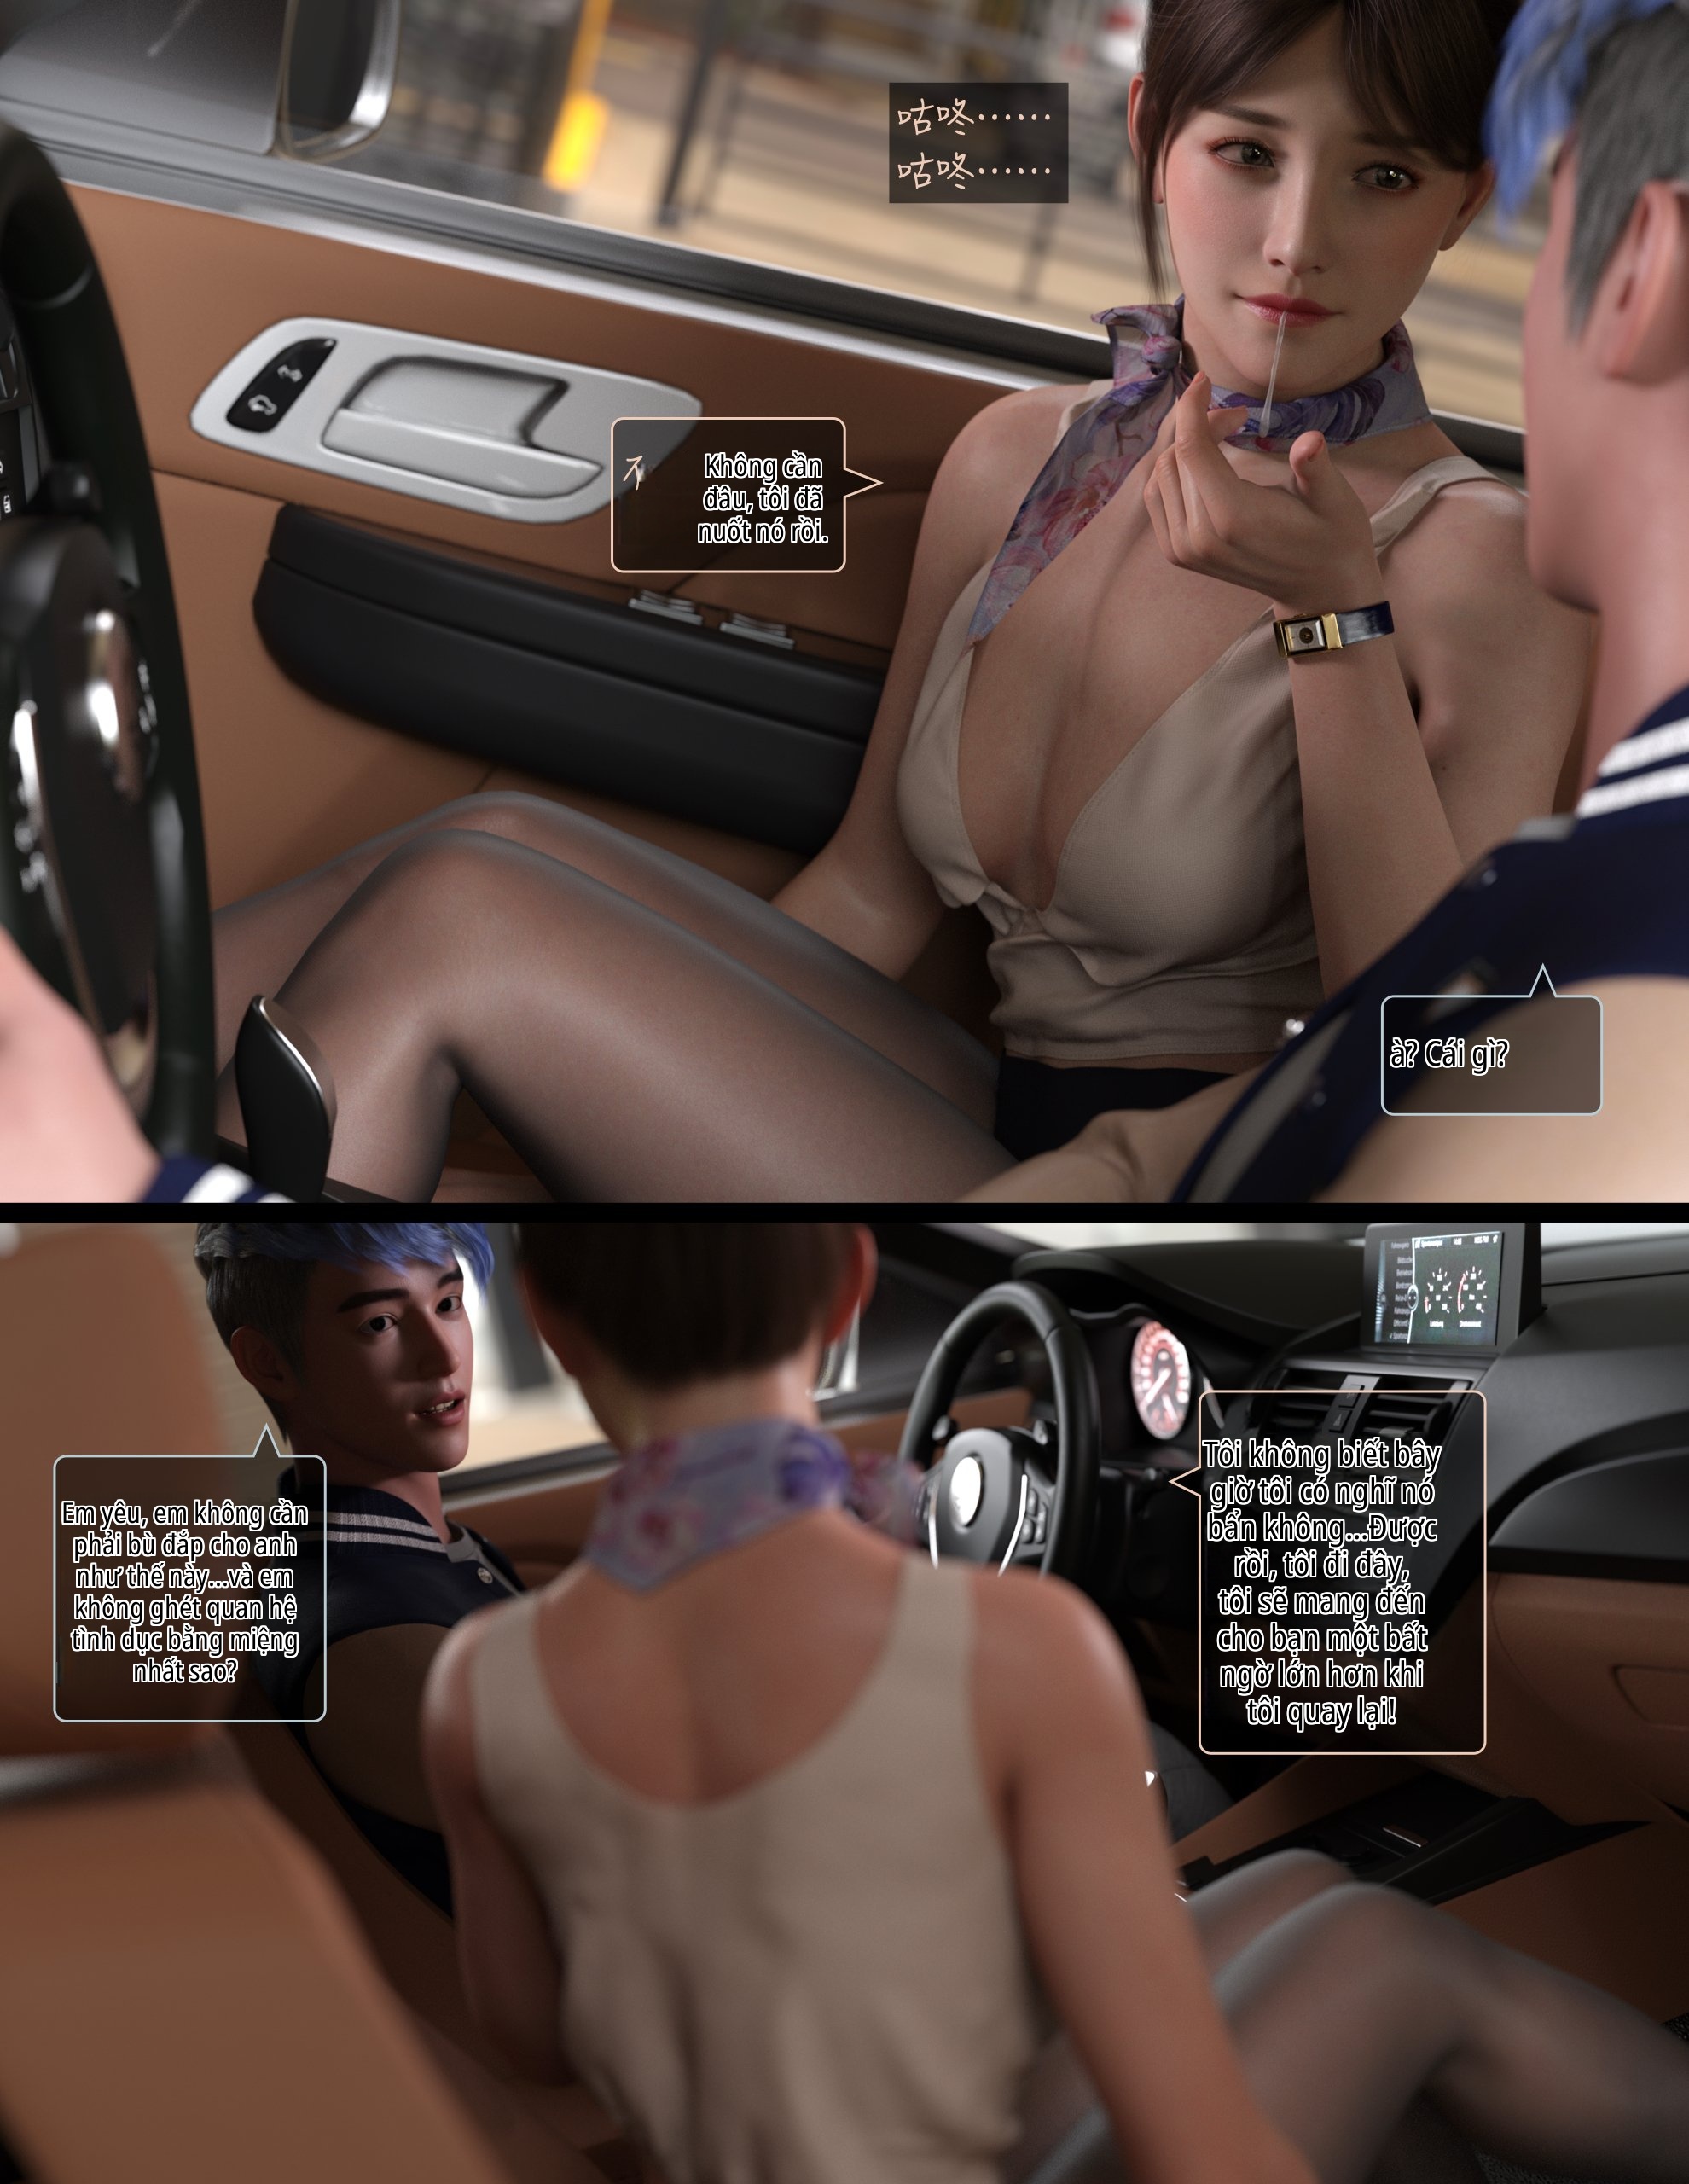 咕咚……
咕咚……
不
Không cần
đâu, tôi đã
nuốt nó rồi.
à? Cái gì?
Em yêu, em không cần
phải bù đắp cho anh
như thế này...và em
không ghét quan hệ
tình dục bằng miệng
nhất sao?
Tôi không biết bây
giờ tôi có nghĩ nó
bẩn không...Được
rồi, tôi đi đây,
tôi sẽ mang đến
cho bạn một bất
ngờ lớn hơn khi
tôi quay lại!